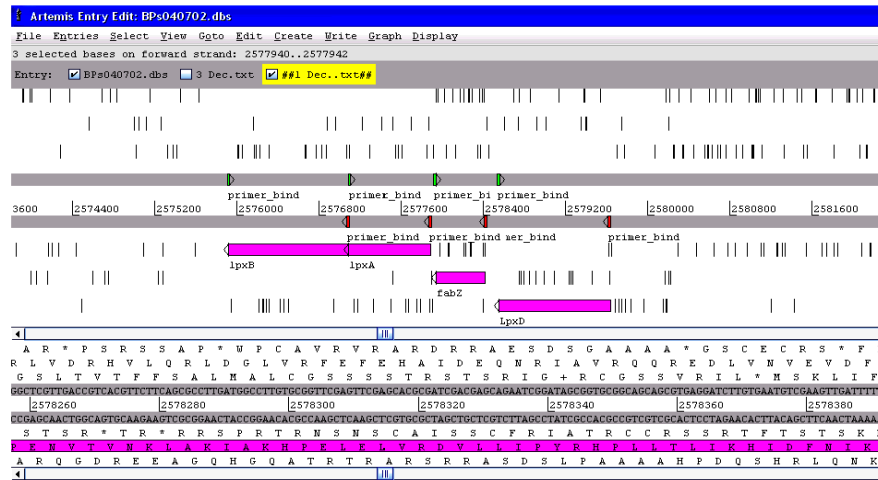 Artemis Entry Edit: BPs040702.dbs
File Entries Select View Goto Edit Create Write Graph Display
3 selected bases on forward strand: 2577940..2577942
Entry: BPs040702.dbs 3 Dec.txt ##1 Dec..txt##
primer_bind primer_bind primer_bi primer_bind
3600 2574400 2575200 2576000 2576800 2577600 2578400 2579200 2580000 2580800 2581600
primer_bind primer_bind mer_bind primer_bind
lpxB lpxA
fabZ
LpxD
A R * P S R S S A P * W P C A V R V R A R D R R A E S D S G A A A A * G S C E C R S * F
R L V D R H V L Q R L D G L V R F E F E H A I D E Q N R I A V R Q Q R E D L V N V E V D F
G S L T V T F F S A L M A L C G S S S S T R S T S R I G + R C G S S V R I L * M S K L I F
GGCTCGTTGACCGTCACGTTCTTCAGCGCCTTGATGGCCTTGTGCGGTTCGAGTTCGAGCACGCGATCGACGAGCAGAATCGGATAGCGGTGCGGCAGCAGCGTGAGGATCTTGTGAATGTCGAAGTTGATTTT
2578260 2578280 2578300 2578320 2578340 2578360 2578380
CCGAGCAACTGGCAGTGCAAGAAGTCGCGGAACTACCGGAACACGCCAAGCTCAAGCTCGTGCGCTAGCTGCTCGTCTTAGCCTATCGCCACGCCGTCGTCGCACTCCTAGAACACTTACAGCTTCAACTAAAA
S T S R * T R * R R S P R T R N S N S C A I S S C F R I A T R C C R S S R T F T S T S K
P E N V T V N K L A K I A K H P E L E L V R D V L L I P Y R H P L L T L I K H I D F N I K
A R Q G D R E E A G Q H G Q A T R T R A R S R R A S D S L P A A A A H P D Q S H R L Q N K